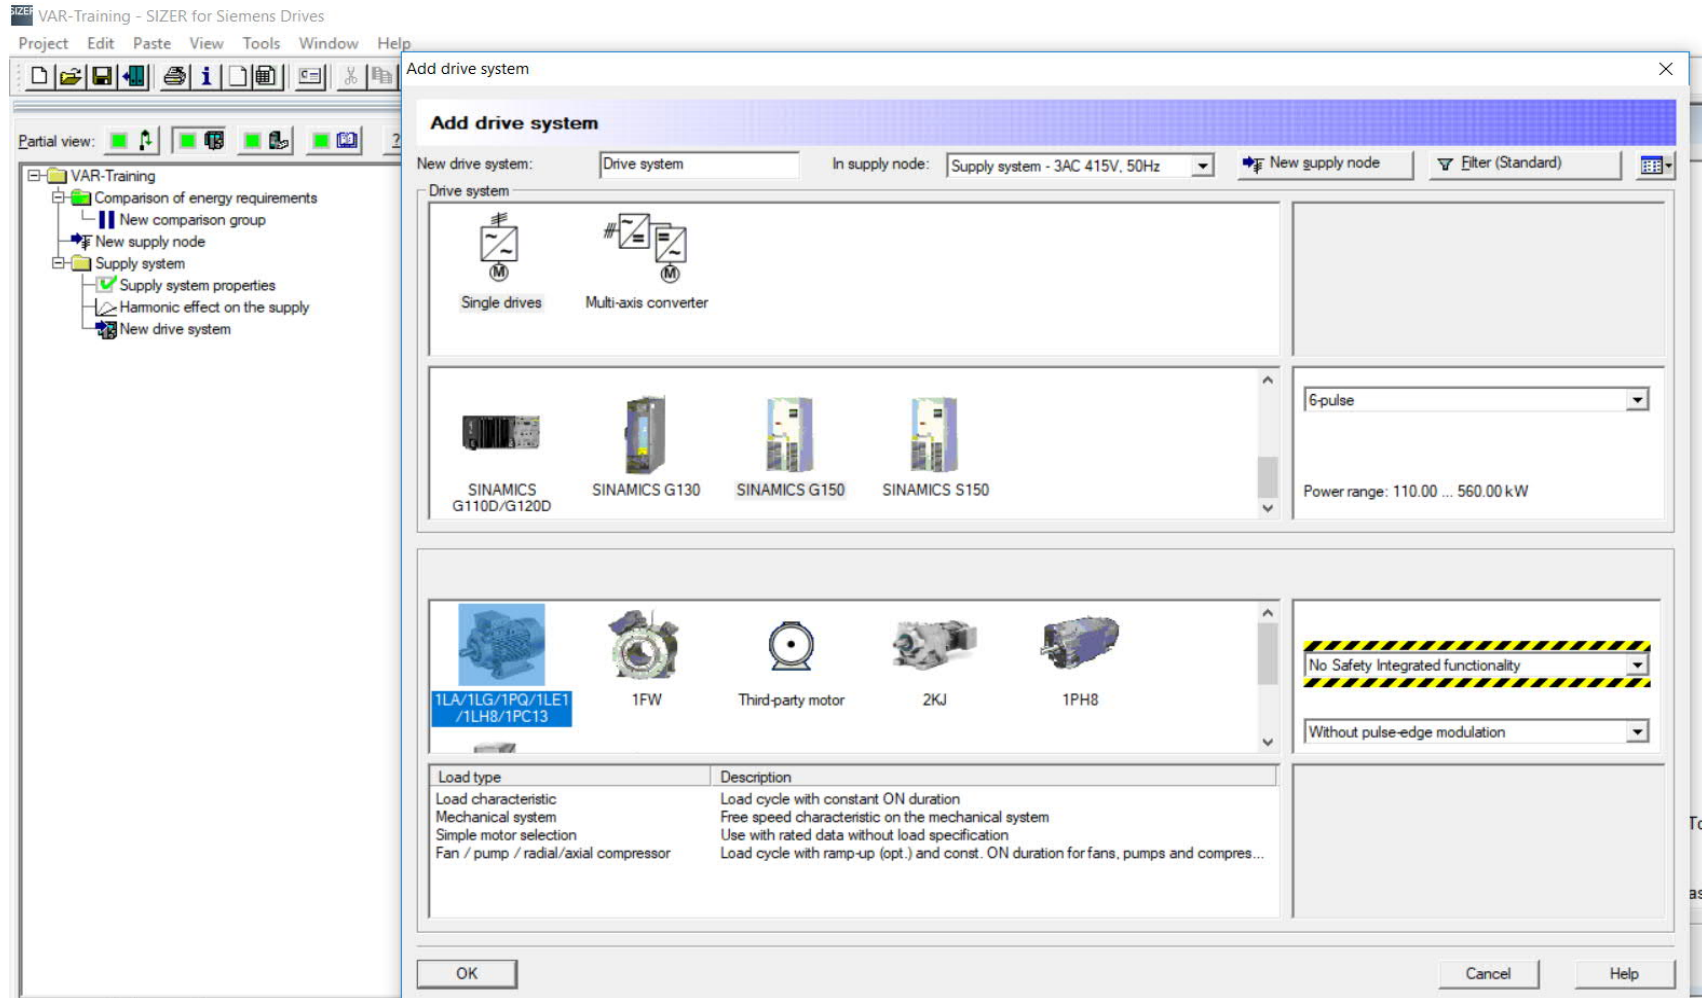 SIZER VAR-Training - SIZER for Siemens Drives
Project Edit Paste View Tools Window Help
Add drive system
Add drive system
Partial view: ?
New drive system: Drive system In supply node: Supply system - 3AC 415V, 50Hz New supply node Filter (Standard)
VAR-Training
Comparison of energy requirements
New comparison group
New supply node
Supply system
Supply system properties
Harmonic effect on the supply
New drive system
Drive system
Single drives Multi-axis converter
6-pulse
SINAMICS
G110D/G120D
SINAMICS G130
SINAMICS G150
SINAMICS S150
Power range: 110.00 ... 560.00 kW
1LA/1LG/1PQ/1LE1
/1LH8/1PC13
1FW
Third-party motor
2KJ
1PH8
No Safety Integrated functionality
Without pulse-edge modulation
Load type Description
Load characteristic Load cycle with constant ON duration
Mechanical system Free speed characteristic on the mechanical system
Simple motor selection Use with rated data without load specification
Fan / pump / radial/axial compressor Load cycle with ramp-up (opt.) and const. ON duration for fans, pumps and compres...
OK Cancel Help